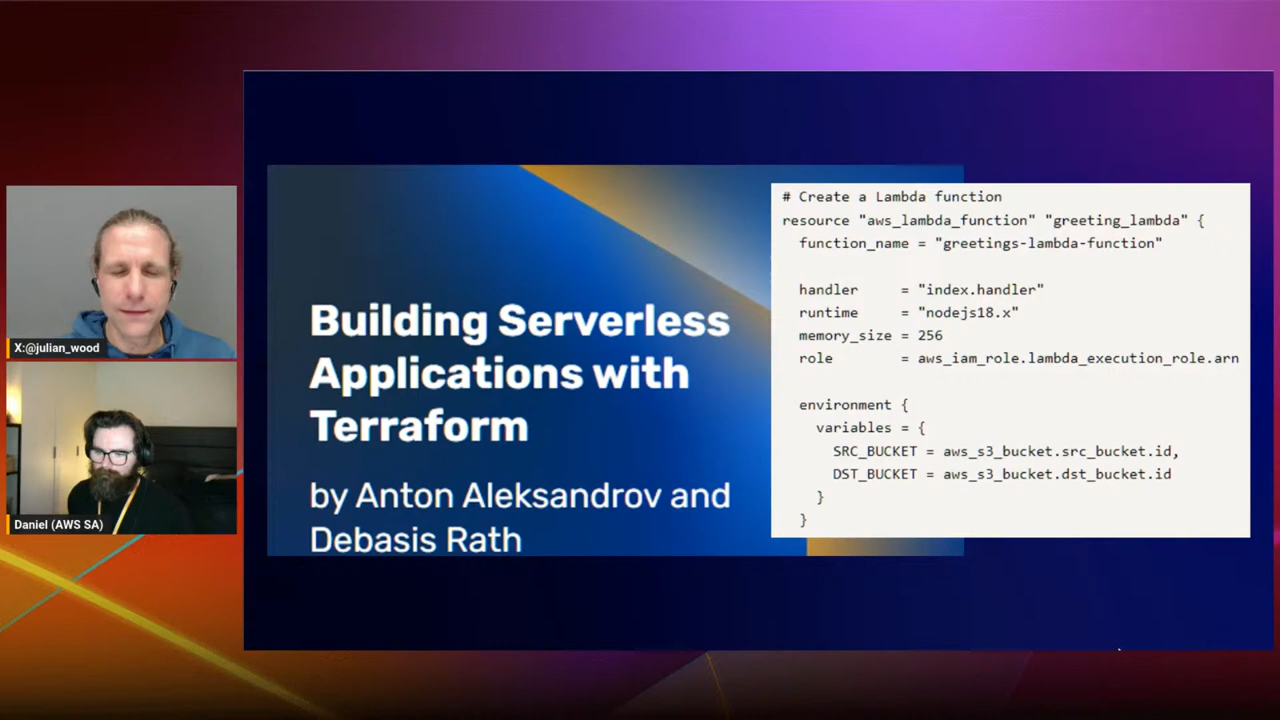 X:@julian_wood
Daniel (AWS SA)
Building Serverless
Applications with
Terraform
by Anton Aleksandrov and
Debasis Rath
# Create a Lambda function
resource "aws_lambda_function" "greeting_lambda" {
  function_name = "greetings-lambda-function"
  handler     = "index.handler"
  runtime     = "nodejs18.x"
  memory_size = 256
  role        = aws_iam_role.lambda_execution_role.arn
  environment {
    variables = {
      SRC_BUCKET = aws_s3_bucket.src_bucket.id,
      DST_BUCKET = aws_s3_bucket.dst_bucket.id
    }
  }